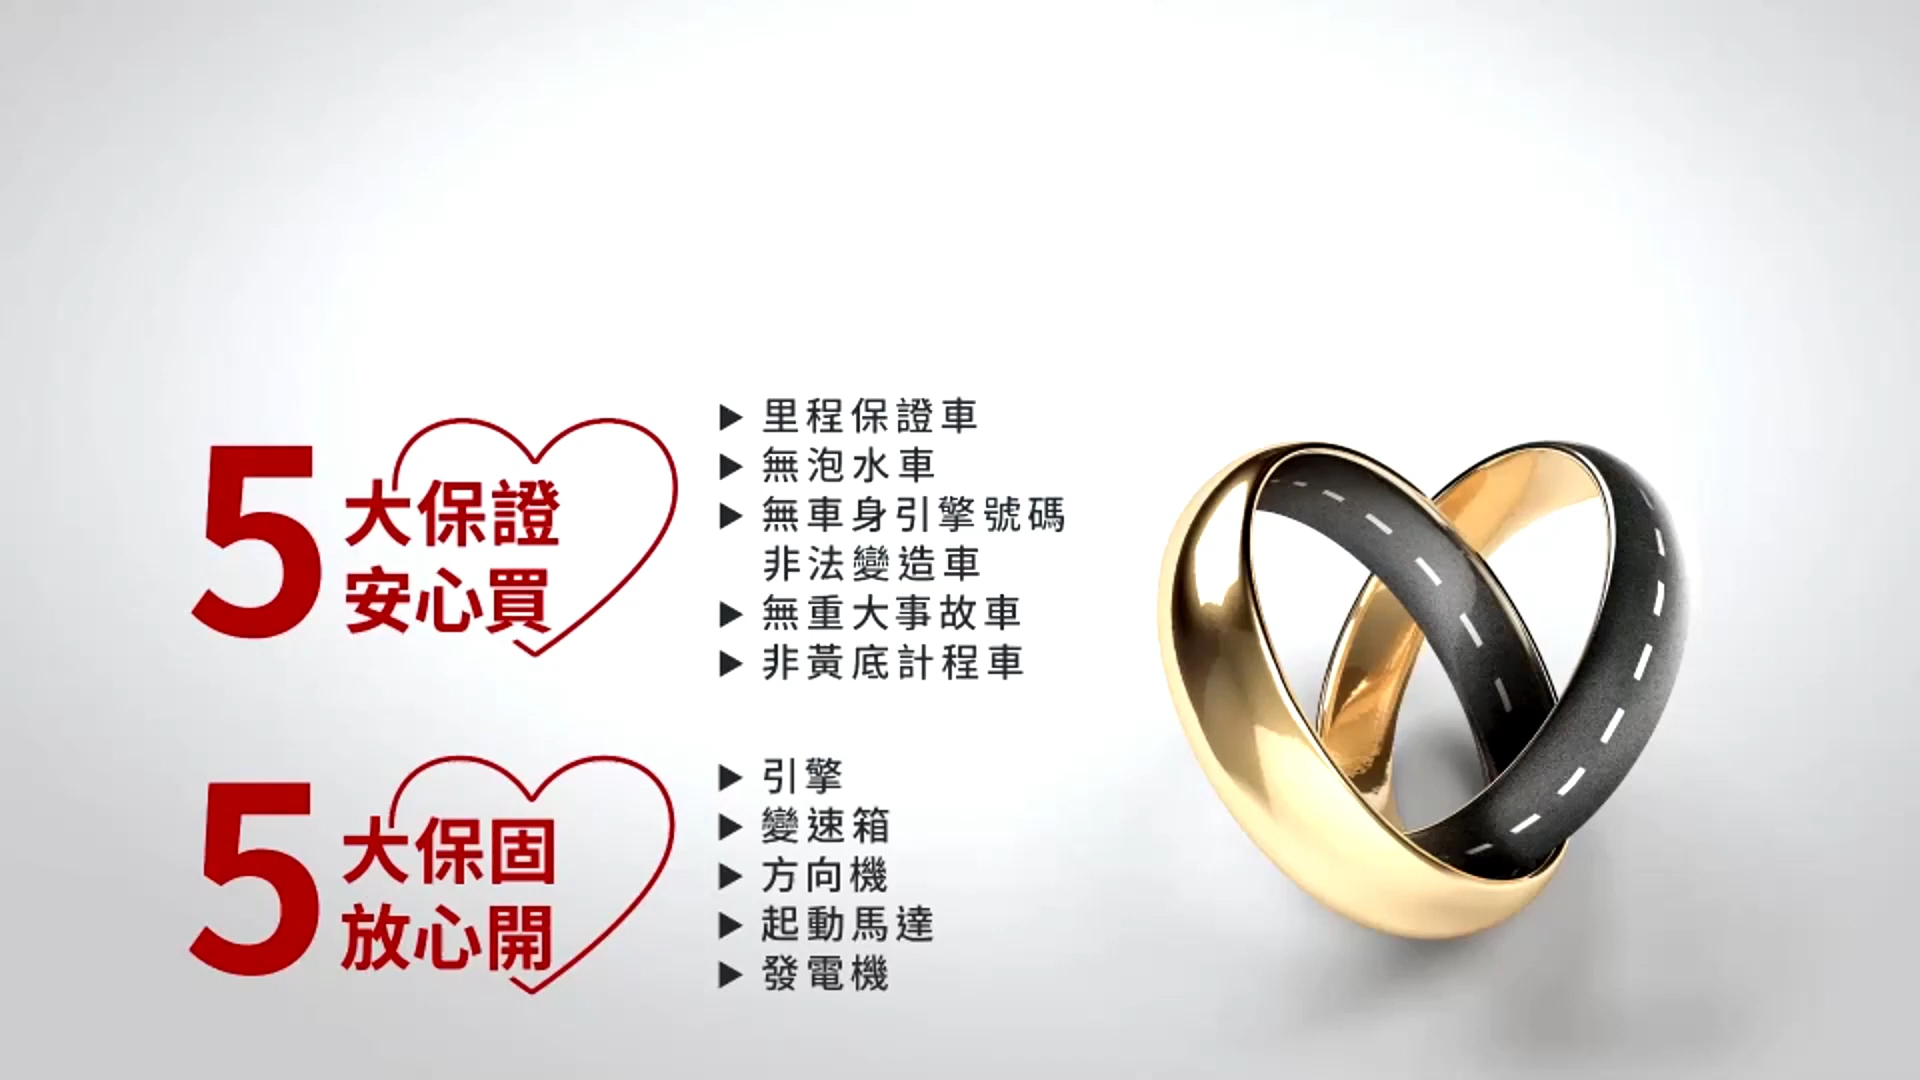 5大保證
安心買
▶ 里程保證車
▶ 無泡水車
▶ 無車身引擎號碼
非法變造車
▶ 無重大事故車
▶ 非黃底計程車
5大保固
放心開
▶ 引擎
▶ 變速箱
▶ 方向機
▶ 起動馬達
▶ 發電機